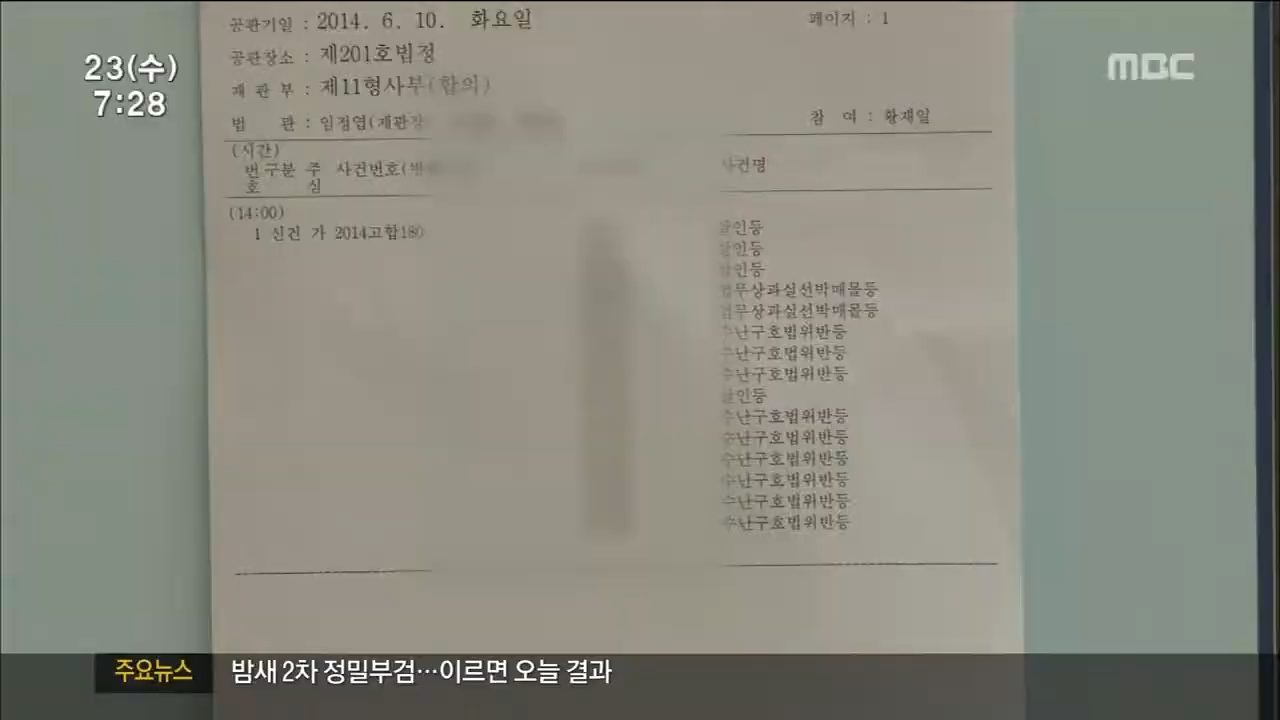 공판기일 : 2014. 6. 10. 화요일
페이지 : 1
23(수)
7:28
MBC
공판장소 : 제201호법정
재 판 부 : 제11형사부(합의)
법 관 : 임정엽(재판장
참 여 : 황재일
(시간)
번 구분 주 사건번호(
호 심
사건명
(14:00)
1 신건 가 2014고합180
살인등
살인등
살인등
업무상과실선박매몰등
업무상과실선박매몰등
수난구호법위반등
수난구호법위반등
수난구호법위반등
살인등
수난구호법위반등
수난구호법위반등
수난구호법위반등
수난구호법위반등
수난구호법위반등
수난구호법위반등
주요뉴스 밤새 2차 정밀부검…이르면 오늘 결과